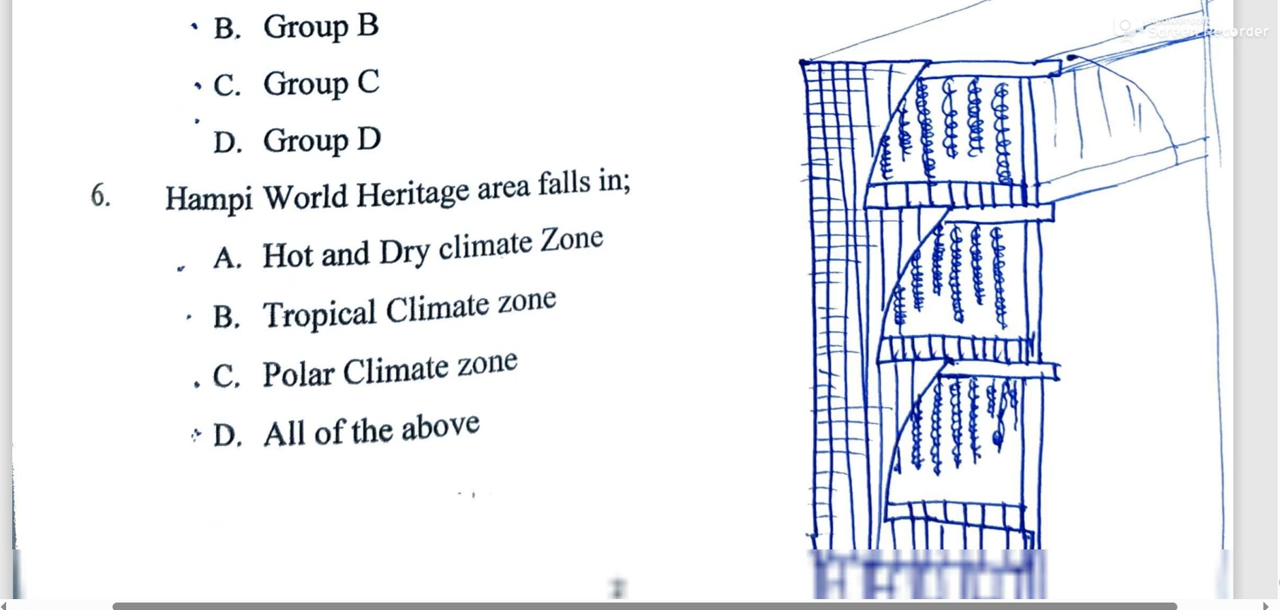 B. Group B
C. Group C
D. Group D
6. Hampi World Heritage area falls in;
A. Hot and Dry climate Zone
B. Tropical Climate zone
C. Polar Climate zone
D. All of the above